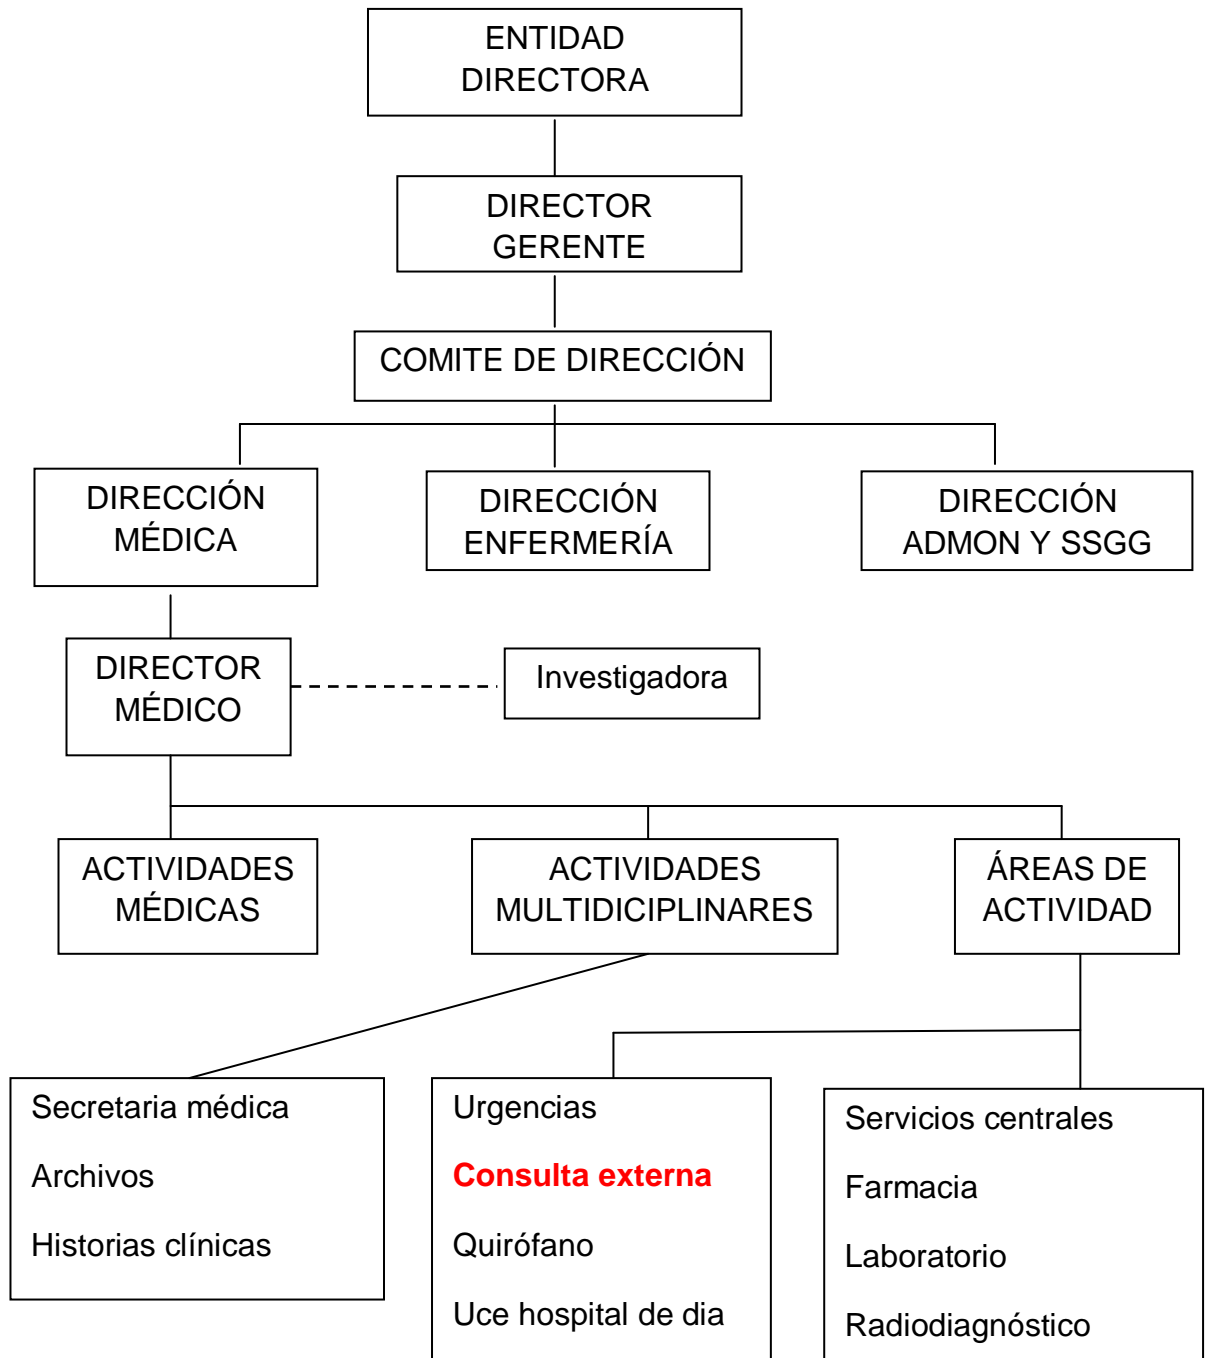 ENTIDAD
DIRECTORA
DIRECTOR
GERENTE
COMITE DE DIRECCIÓN
DIRECCIÓN
MÉDICA
DIRECCIÓN
ENFERMERÍA
DIRECCIÓN
ADMON Y SSGG
DIRECTOR
MÉDICO
Investigadora
ACTIVIDADES
MÉDICAS
ACTIVIDADES
MULTIDICIPLINARES
ÁREAS DE
ACTIVIDAD
Secretaria médica
Archivos
Historias clínicas
Urgencias
Consulta externa
Quirófano
Uce hospital de dia
Servicios centrales
Farmacia
Laboratorio
Radiodiagnóstico